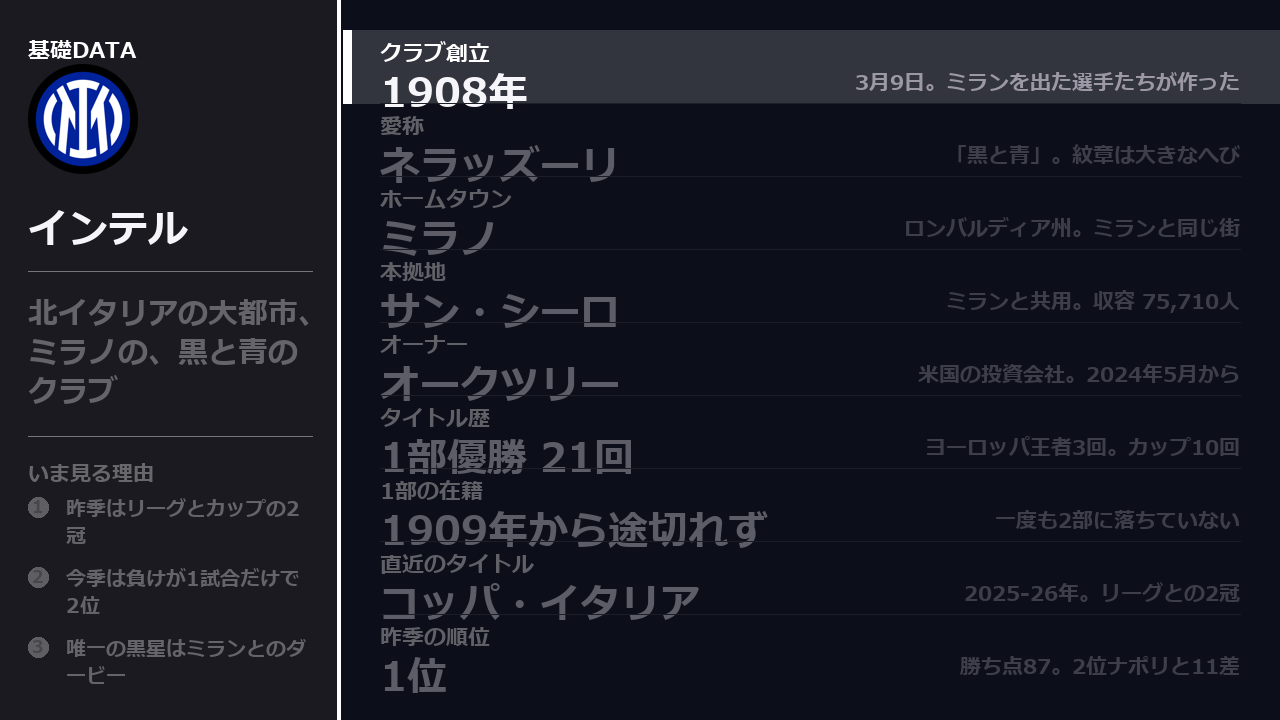 基礎DATA
インテル
北イタリアの大都市、
ミラノの、黒と青の
クラブ
いま見る理由
1 昨季はリーグとカップの2
冠
2 今季は負けが1試合だけで
2位
3 唯一の黒星はミランとのダ
ービー
クラブ創立
1908年
3月9日。ミランを出た選手たちが作った
愛称
ネラッズーリ
「黒と青」。紋章は大きなへび
ホームタウン
ミラノ
ロンバルディア州。ミランと同じ街
本拠地
サン・シーロ
ミランと共用。収容 75,710人
オーナー
オークツリー
米国の投資会社。2024年5月から
タイトル歴
1部優勝 21回
ヨーロッパ王者3回。カップ10回
1部の在籍
1909年から途切れず
一度も2部に落ちていない
直近のタイトル
コッパ・イタリア
2025-26年。リーグとの2冠
昨季の順位
1位
勝ち点87。2位ナポリと11差